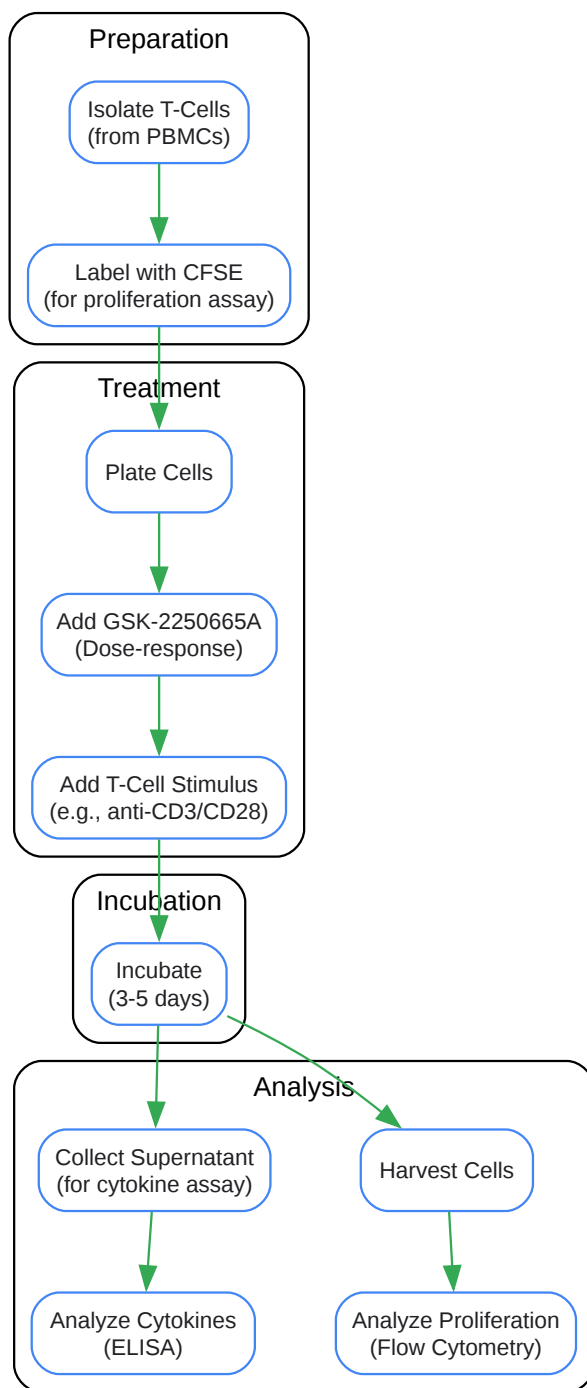 Preparation
Isolate T-Cells
(from PBMCs)
Label with CFSE
(for proliferation assay)
Treatment
Plate Cells
Add GSK-2250665A
(Dose-response)
Add T-Cell Stimulus
(e.g., anti-CD3/CD28)
Incubation
Incubate
(3-5 days)
Analysis
Collect Supernatant
(for cytokine assay)
Harvest Cells
Analyze Cytokines
(ELISA)
Analyze Proliferation
(Flow Cytometry)